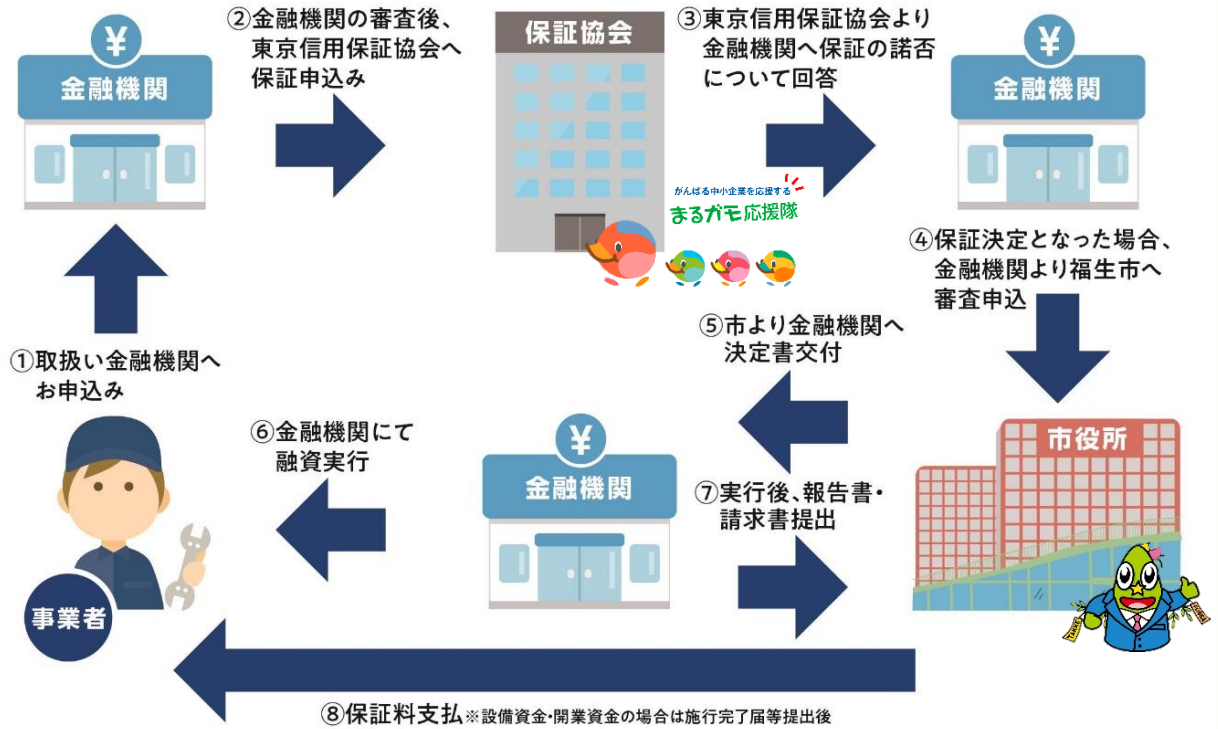 ②金融機関の審査後、
東京信用保証協会へ
保証申込み
保証協会
③東京信用保証協会より
金融機関へ保証の諾否
について回答
¥
金融機関
¥
金融機関
がんばる中小企業を応援する
まるガモ応援隊
④保証決定となった場合、
金融機関より福生市へ
審査申込
①取扱い金融機関へ
お申込み
⑤市より金融機関へ
決定書交付
⑥金融機関にて
融資実行
¥
金融機関
市役所
⑦実行後、報告書・
請求書提出
事業者
TAKKE
⑧保証料支払※設備資金・開業資金の場合は施行完了届等提出後